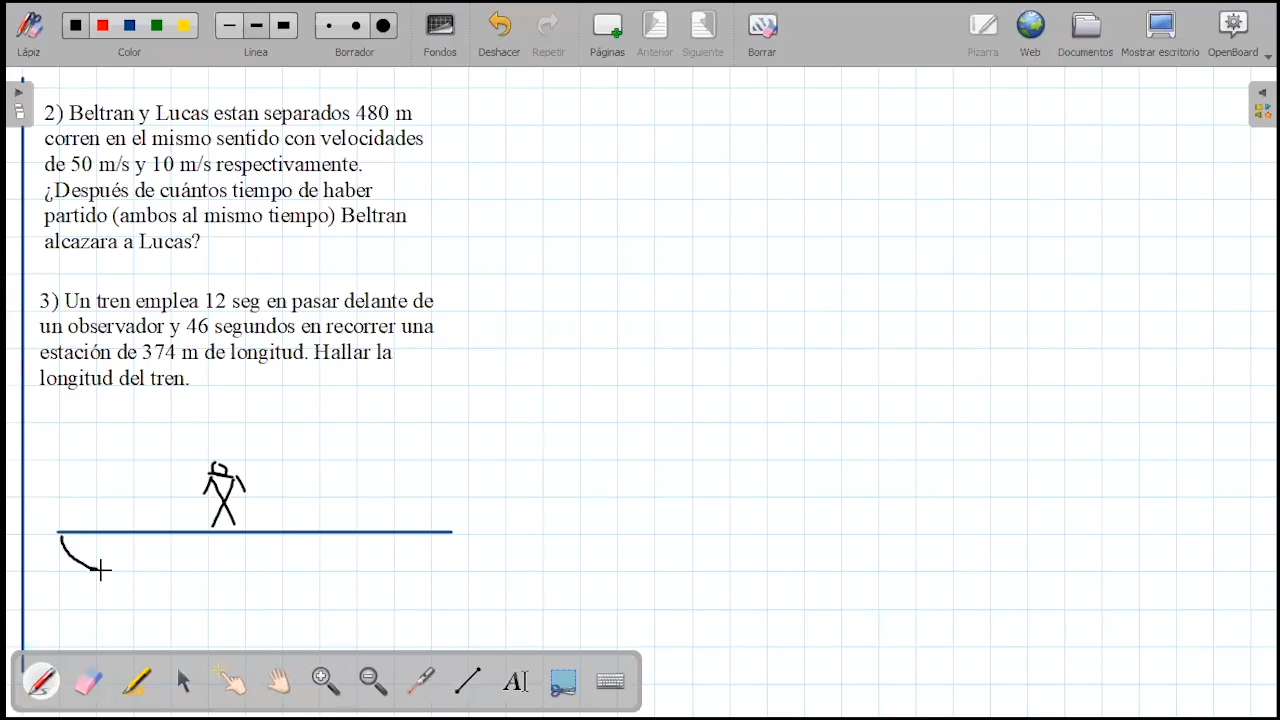 Lápiz
Color
Línea
Borrador
Fondos
Deshacer
Repetir
Páginas
Anterior
Siguiente
Borrar
Pizarra
Web
Documentos
Mostrar escritorio
OpenBoard
2) Beltran y Lucas estan separados 480 m
corren en el mismo sentido con velocidades
de 50 m/s y 10 m/s respectivamente.
¿Después de cuántos tiempo de haber
partido (ambos al mismo tiempo) Beltran
alcazara a Lucas?
3) Un tren emplea 12 seg en pasar delante de
un observador y 46 segundos en recorrer una
estación de 374 m de longitud. Hallar la
longitud del tren.